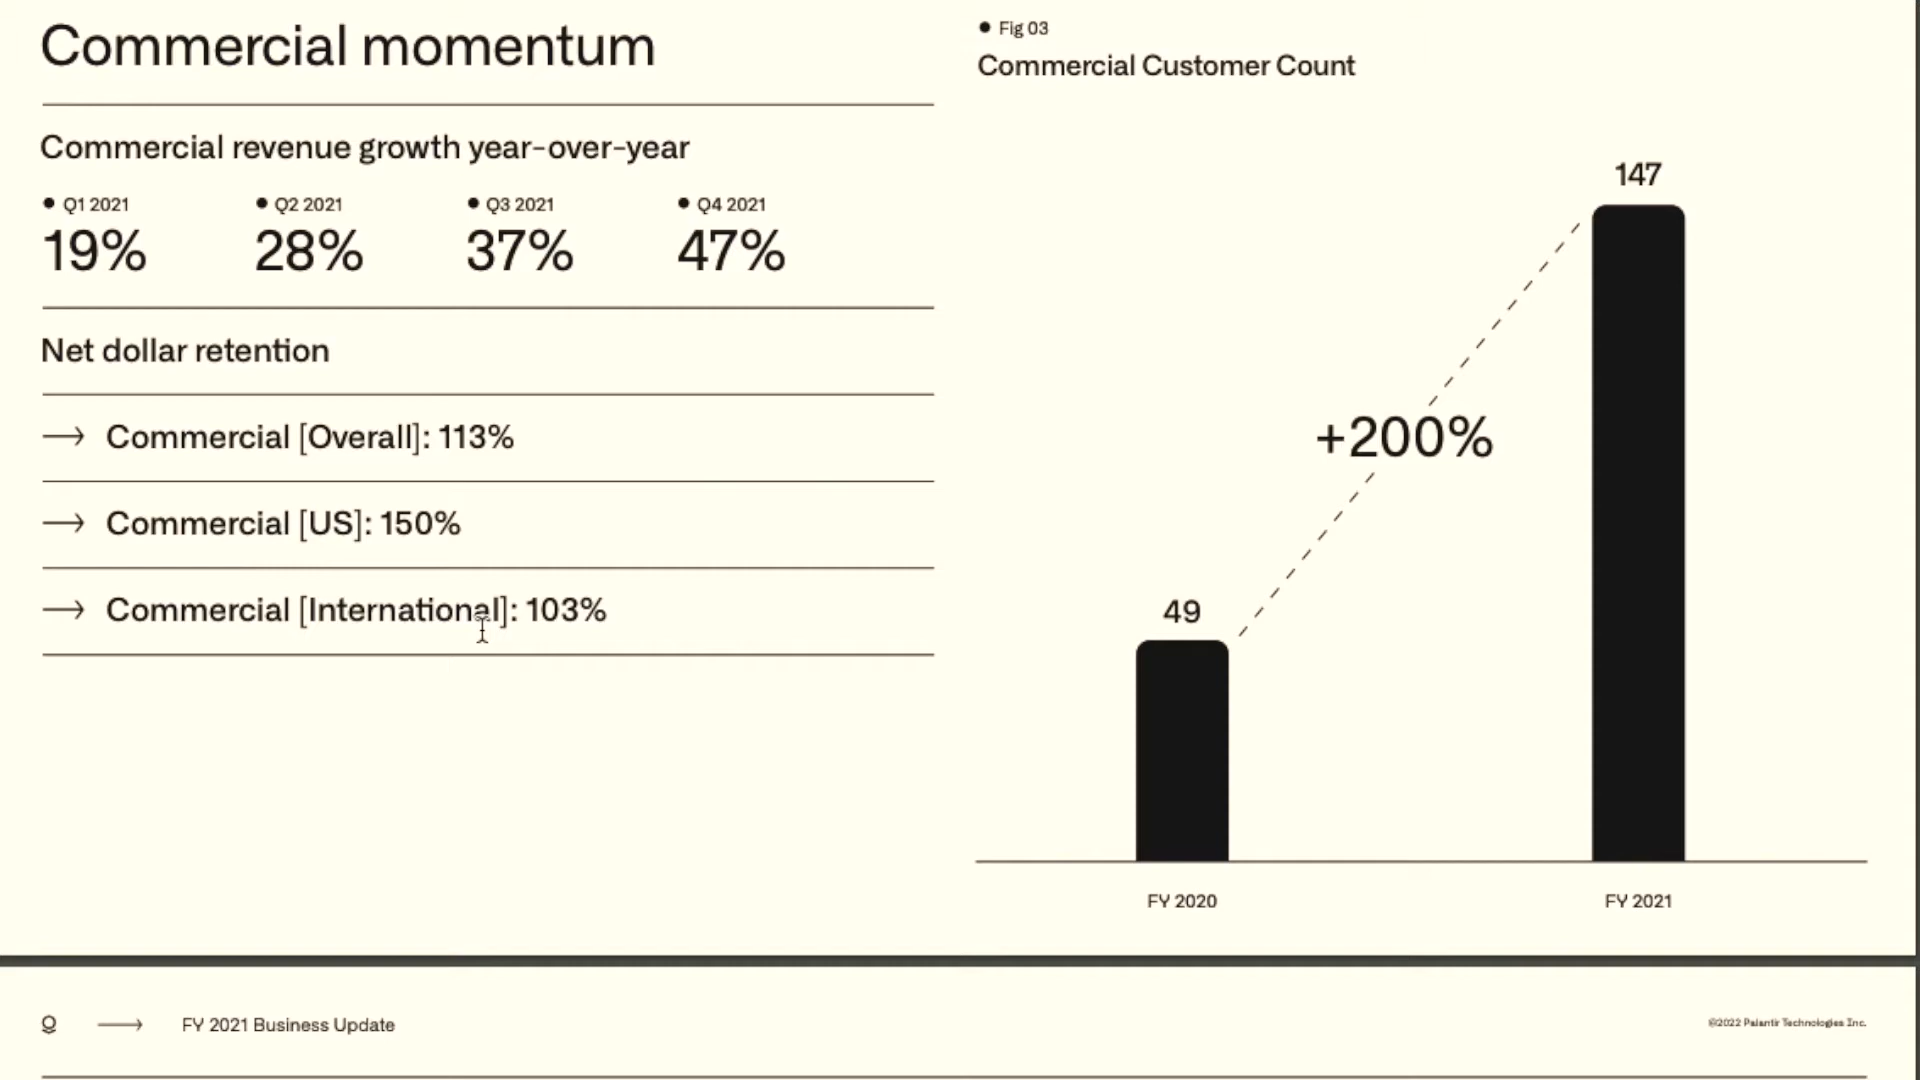 Commercial momentum
Commercial revenue growth year-over-year
Q1 2021 Q2 2021 Q3 2021 Q4 2021
19% 28% 37% 47%
Net dollar retention
→ Commercial [Overall]: 113%
→ Commercial [US]: 150%
→ Commercial [International]: 103%
Fig 03
Commercial Customer Count
147
+200%
49
FY 2020 FY 2021
→ FY 2021 Business Update
©2022 Palantir Technologies Inc.